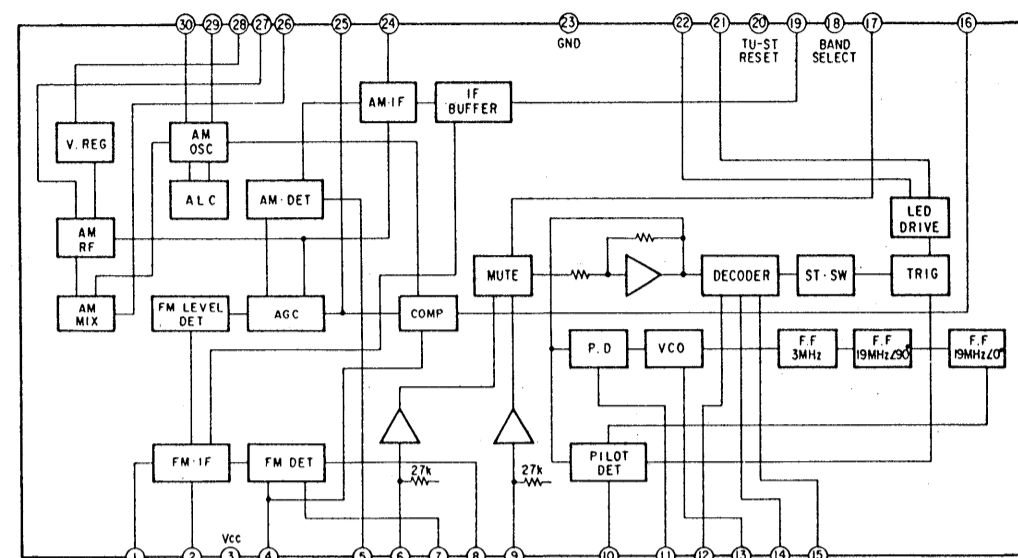 30 29 28 27 26 25 24 23 22 21 20 19 18 17 16
GND
TU-ST
RESET
BAND
SELECT
AM·IF
IF
BUFFER
V.REG
AM
OSC
ALC
AM·DET
LED
DRIVE
AM
RF
MUTE
DECODER
ST·SW
TRIG
AM
MIX
FM LEVEL
DET
AGC
COMP
P.D
VCO
F.F
3MHz
F.F
19MHz∠90°
F.F
19MHz∠0°
FM·IF
FM DET
PILOT
DET
27k
27k
Vcc
1 2 3 4 5 6 7 8 9 10 11 12 13 14 15